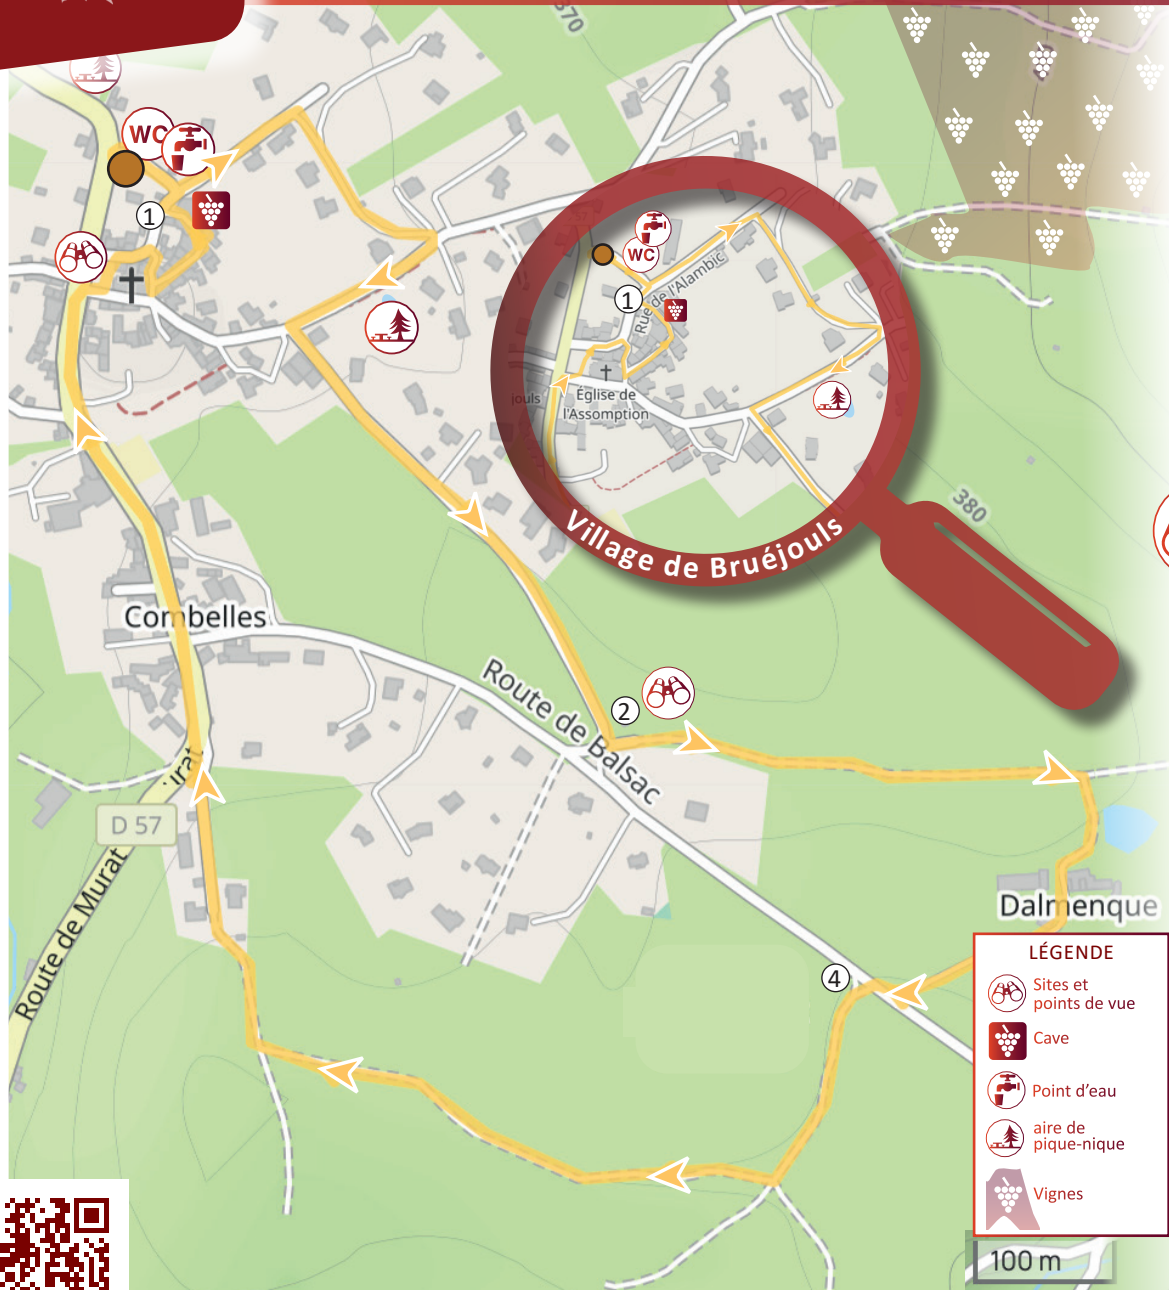 370
WC
1
WC
1
Rue de l'Alambic
Église de
l'Assomption
jouls
Village de Bruéjouls
380
Combelles
Route de Balsac
2
D 57
Route de Murat
Dalmenque
4
LÉGENDE
Sites et
points de vue
Cave
Point d'eau
aire de
pique-nique
Vignes
100 m